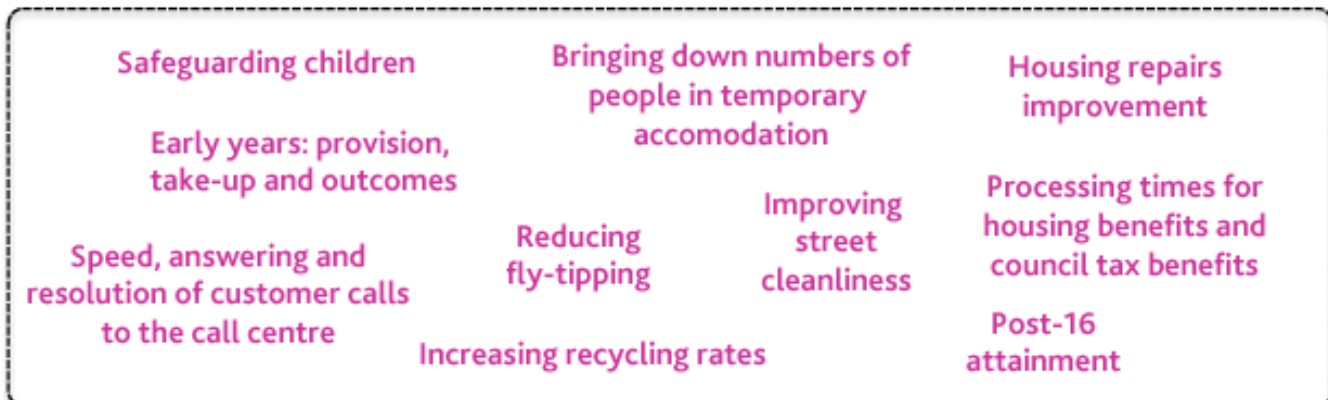 Safeguarding children
Bringing down numbers of
people in temporary
accomodation
Housing repairs
improvement
Early years: provision,
take-up and outcomes
Processing times for
housing benefits and
council tax benefits
Improving
street
cleanliness
Reducing
fly-tipping
Speed, answering and
resolution of customer calls
to the call centre
Increasing recycling rates
Post-16
attainment